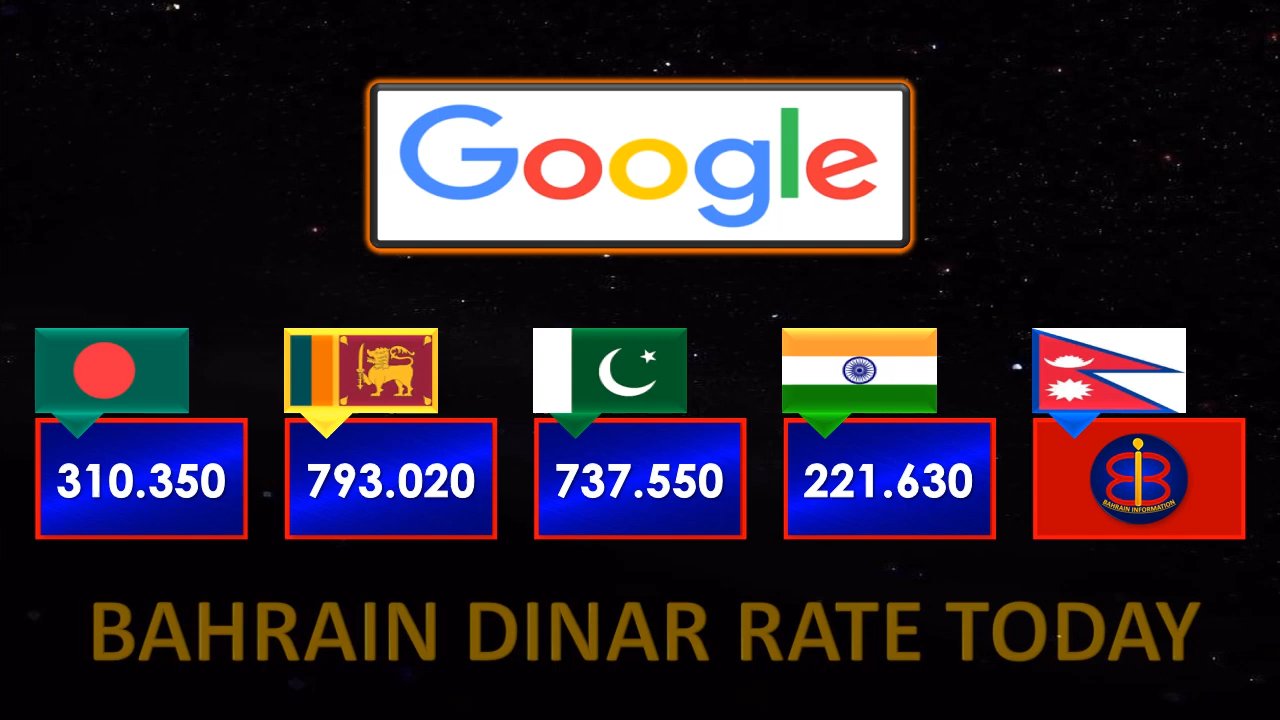 Google
310.350
793.020
737.550
221.630
BAHRAIN INFORMATION
BAHRAIN DINAR RATE TODAY